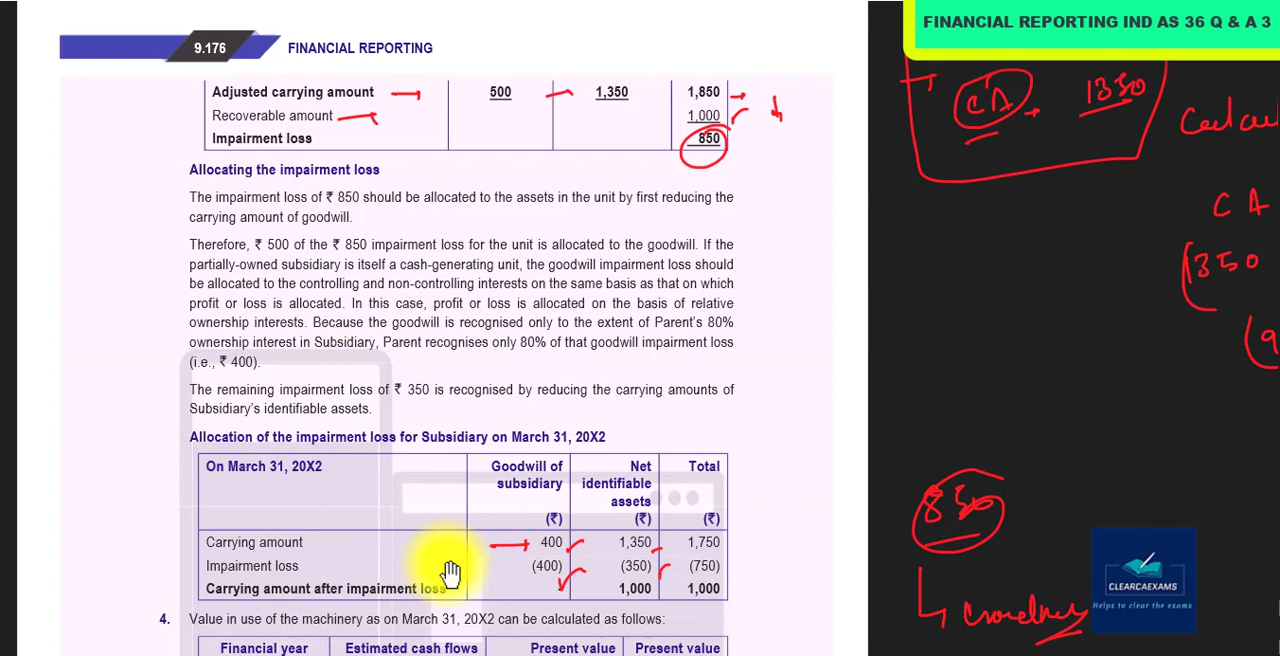 9.176 FINANCIAL REPORTING
FINANCIAL REPORTING IND AS 36 Q & A 3
Adjusted carrying amount 500 1,350 1,850
Recoverable amount 1,000
Impairment loss 850
Allocating the impairment loss
The impairment loss of ₹ 850 should be allocated to the assets in the unit by first reducing the
carrying amount of goodwill.
Therefore, ₹ 500 of the ₹ 850 impairment loss for the unit is allocated to the goodwill. If the
partially-owned subsidiary is itself a cash-generating unit, the goodwill impairment loss should
be allocated to the controlling and non-controlling interests on the same basis as that on which
profit or loss is allocated. In this case, profit or loss is allocated on the basis of relative
ownership interests. Because the goodwill is recognised only to the extent of Parent's 80%
ownership interest in Subsidiary, Parent recognises only 80% of that goodwill impairment loss
(i.e., ₹ 400).
The remaining impairment loss of ₹ 350 is recognised by reducing the carrying amounts of
Subsidiary's identifiable assets.
Allocation of the impairment loss for Subsidiary on March 31, 20X2
On March 31, 20X2 Goodwill of Net Total
subsidiary identifiable
assets
(₹) (₹) (₹)
Carrying amount 400 1,350 1,750
Impairment loss (400) (350) (750)
Carrying amount after impairment loss 1,000 1,000
4. Value in use of the machinery as on March 31, 20X2 can be calculated as follows:
Financial year Estimated cash flows Present value Present value
CA 1350
CA
(1350
(9
850
CLEARCAEXAMS
Helps to clear the exams